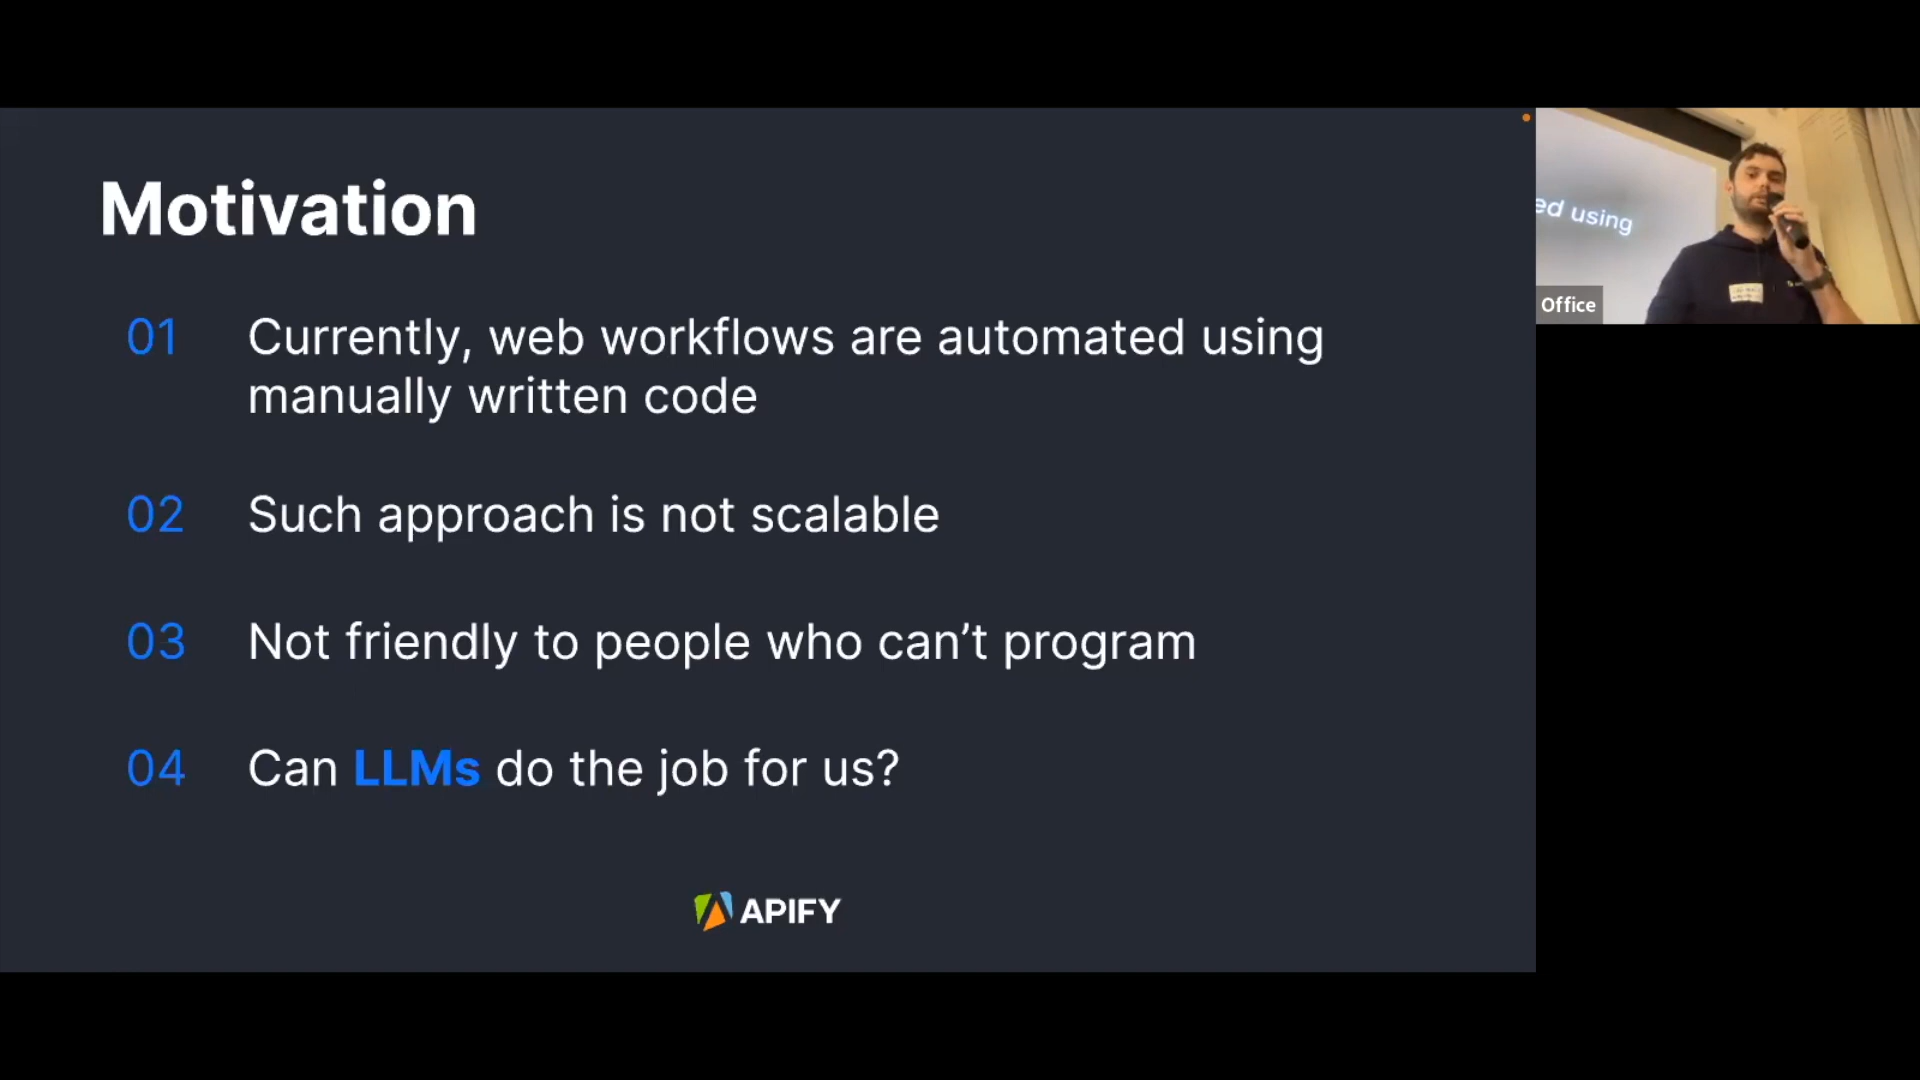 Motivation
01 Currently, web workflows are automated using
manually written code
02 Such approach is not scalable
03 Not friendly to people who can’t program
04 Can LLMs do the job for us?
APIFY
ed using
Office